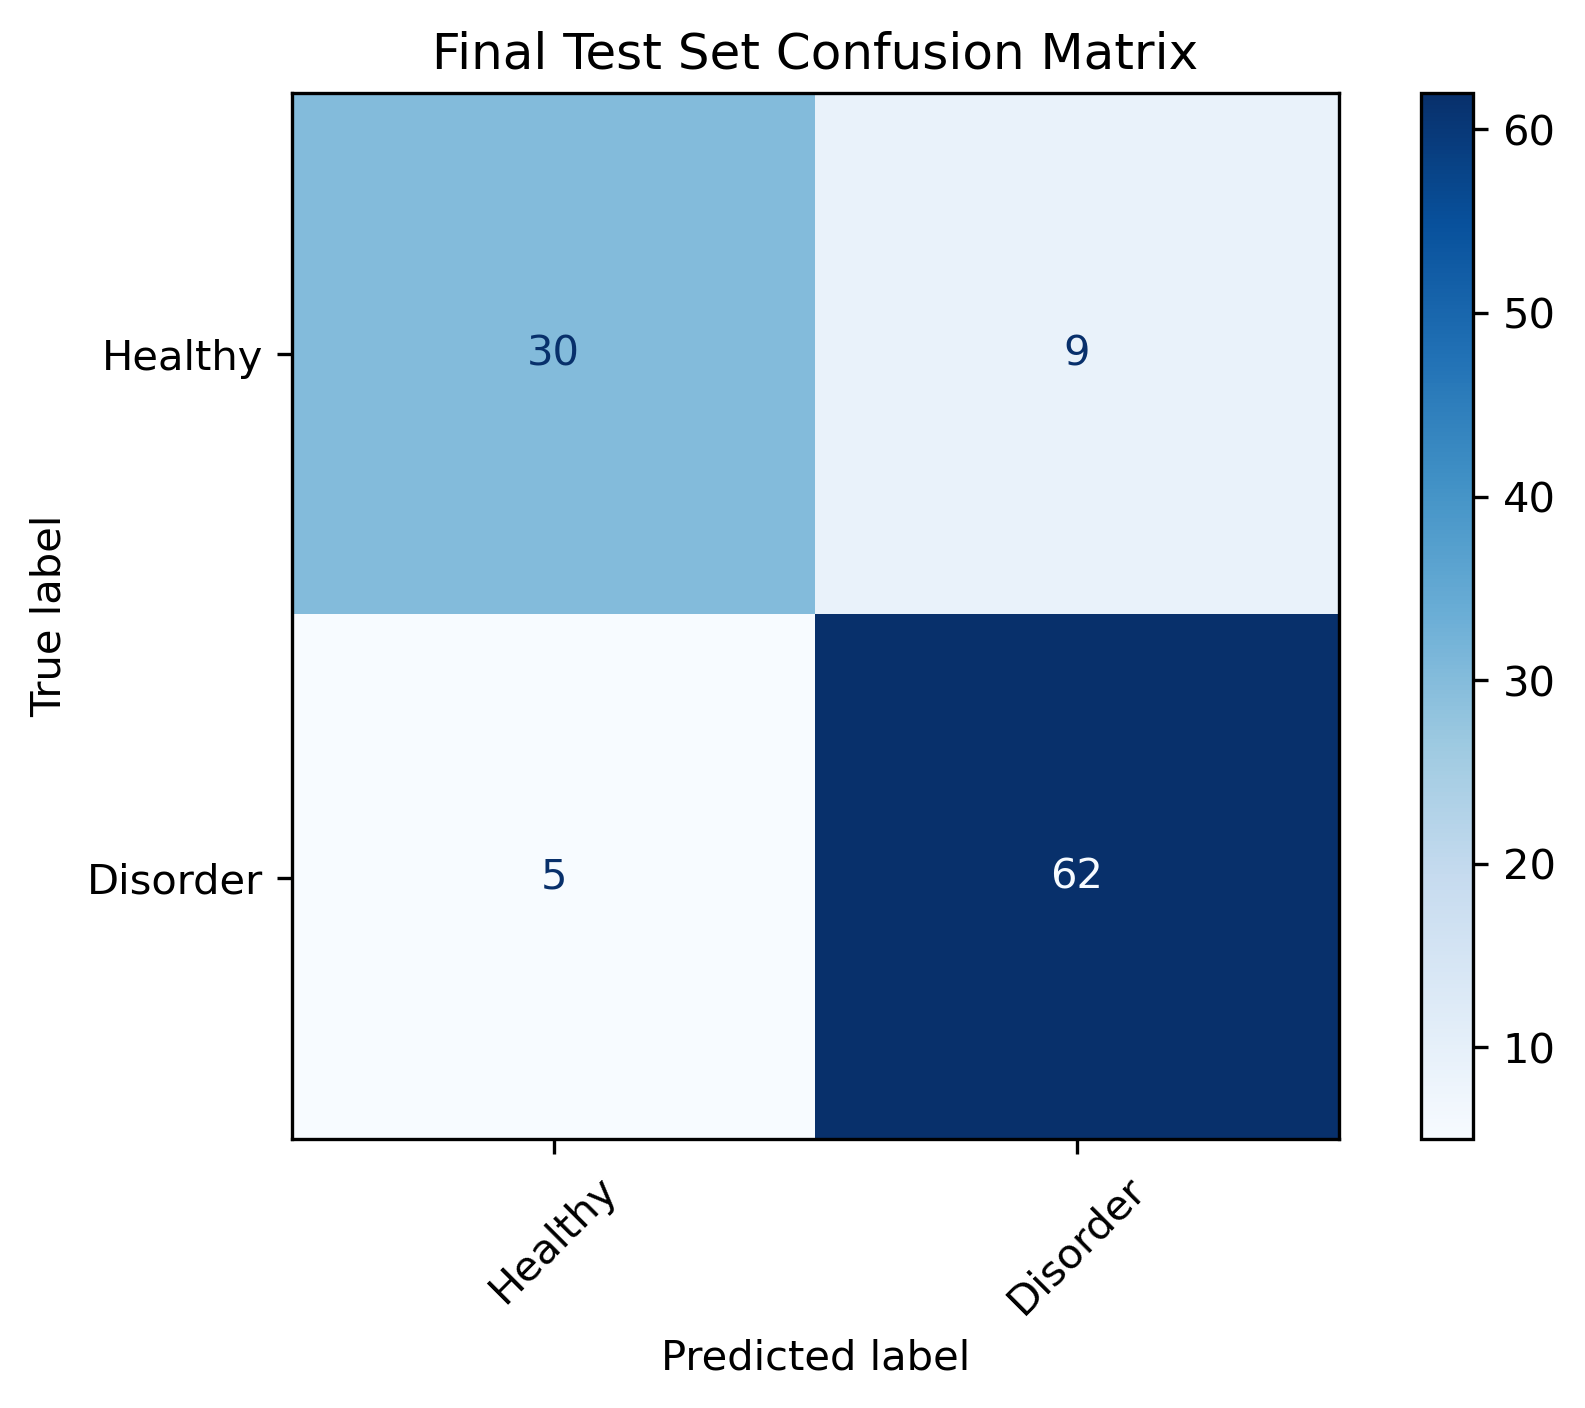 Final Test Set Confusion Matrix
True label
Healthy
Disorder
30
9
5
62
Healthy
Disorder
Predicted label
60
50
40
30
20
10